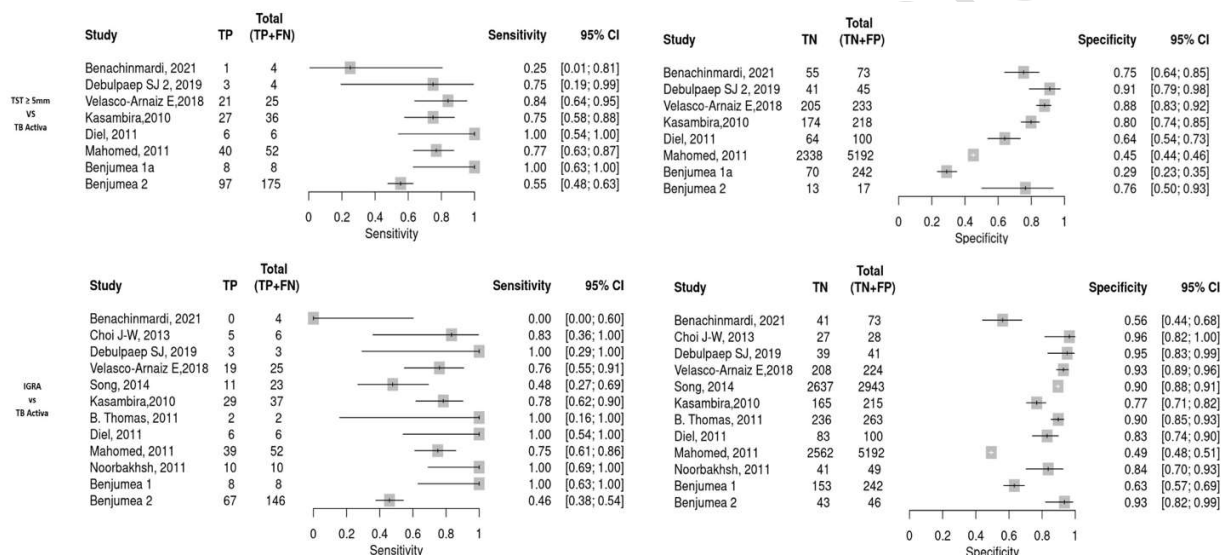 TST ≥ 5mm
VS
TB Activa
Total
Study TP (TP+FN) Sensitivity 95% CI
Benachinmardi, 2021 1 4 0.25 [0.01; 0.81]
Debulpaep SJ 2, 2019 3 4 0.75 [0.19; 0.99]
Velasco-Arnaiz E,2018 21 25 0.84 [0.64; 0.95]
Kasambira,2010 27 36 0.75 [0.58; 0.88]
Diel, 2011 6 6 1.00 [0.54; 1.00]
Mahomed, 2011 40 52 0.77 [0.63; 0.87]
Benjumea 1a 8 8 1.00 [0.63; 1.00]
Benjumea 2 97 175 0.55 [0.48; 0.63]
0 0.2 0.4 0.6 0.8 1
Sensitivity
Total
Study TN (TN+FP) Specificity 95% CI
Benachinmardi, 2021 55 73 0.75 [0.64; 0.85]
Debulpaep SJ 2, 2019 41 45 0.91 [0.79; 0.98]
Velasco-Arnaiz E,2018 205 233 0.88 [0.83; 0.92]
Kasambira,2010 174 218 0.80 [0.74; 0.85]
Diel, 2011 64 100 0.64 [0.54; 0.73]
Mahomed, 2011 2338 5192 0.45 [0.44; 0.46]
Benjumea 1a 70 242 0.29 [0.23; 0.35]
Benjumea 2 13 17 0.76 [0.50; 0.93]
0 0.2 0.4 0.6 0.8 1
Specificity
IGRA
vs
TB Activa
Total
Study TP (TP+FN) Sensitivity 95% CI
Benachinmardi, 2021 0 4 0.00 [0.00; 0.60]
Choi J-W, 2013 5 6 0.83 [0.36; 1.00]
Debulpaep SJ, 2019 3 3 1.00 [0.29; 1.00]
Velasco-Arnaiz E,2018 19 25 0.76 [0.55; 0.91]
Song, 2014 11 23 0.48 [0.27; 0.69]
Kasambira,2010 29 37 0.78 [0.62; 0.90]
B. Thomas, 2011 2 2 1.00 [0.16; 1.00]
Diel, 2011 6 6 1.00 [0.54; 1.00]
Mahomed, 2011 39 52 0.75 [0.61; 0.86]
Noorbakhsh, 2011 10 10 1.00 [0.69; 1.00]
Benjumea 1 8 8 1.00 [0.63; 1.00]
Benjumea 2 67 146 0.46 [0.38; 0.54]
0 0.2 0.4 0.6 0.8 1
Sensitivity
Total
Study TN (TN+FP) Specificity 95% CI
Benachinmardi, 2021 41 73 0.56 [0.44; 0.68]
Choi J-W, 2013 27 28 0.96 [0.82; 1.00]
Debulpaep SJ, 2019 39 41 0.95 [0.83; 0.99]
Velasco-Arnaiz E,2018 208 224 0.93 [0.89; 0.96]
Song, 2014 2637 2943 0.90 [0.88; 0.91]
Kasambira,2010 165 215 0.77 [0.71; 0.82]
B. Thomas, 2011 236 263 0.90 [0.85; 0.93]
Diel, 2011 83 100 0.83 [0.74; 0.90]
Mahomed, 2011 2562 5192 0.49 [0.48; 0.51]
Noorbakhsh, 2011 41 49 0.84 [0.70; 0.93]
Benjumea 1 153 242 0.63 [0.57; 0.69]
Benjumea 2 43 46 0.93 [0.82; 0.99]
0 0.2 0.4 0.6 0.8 1
Specificity